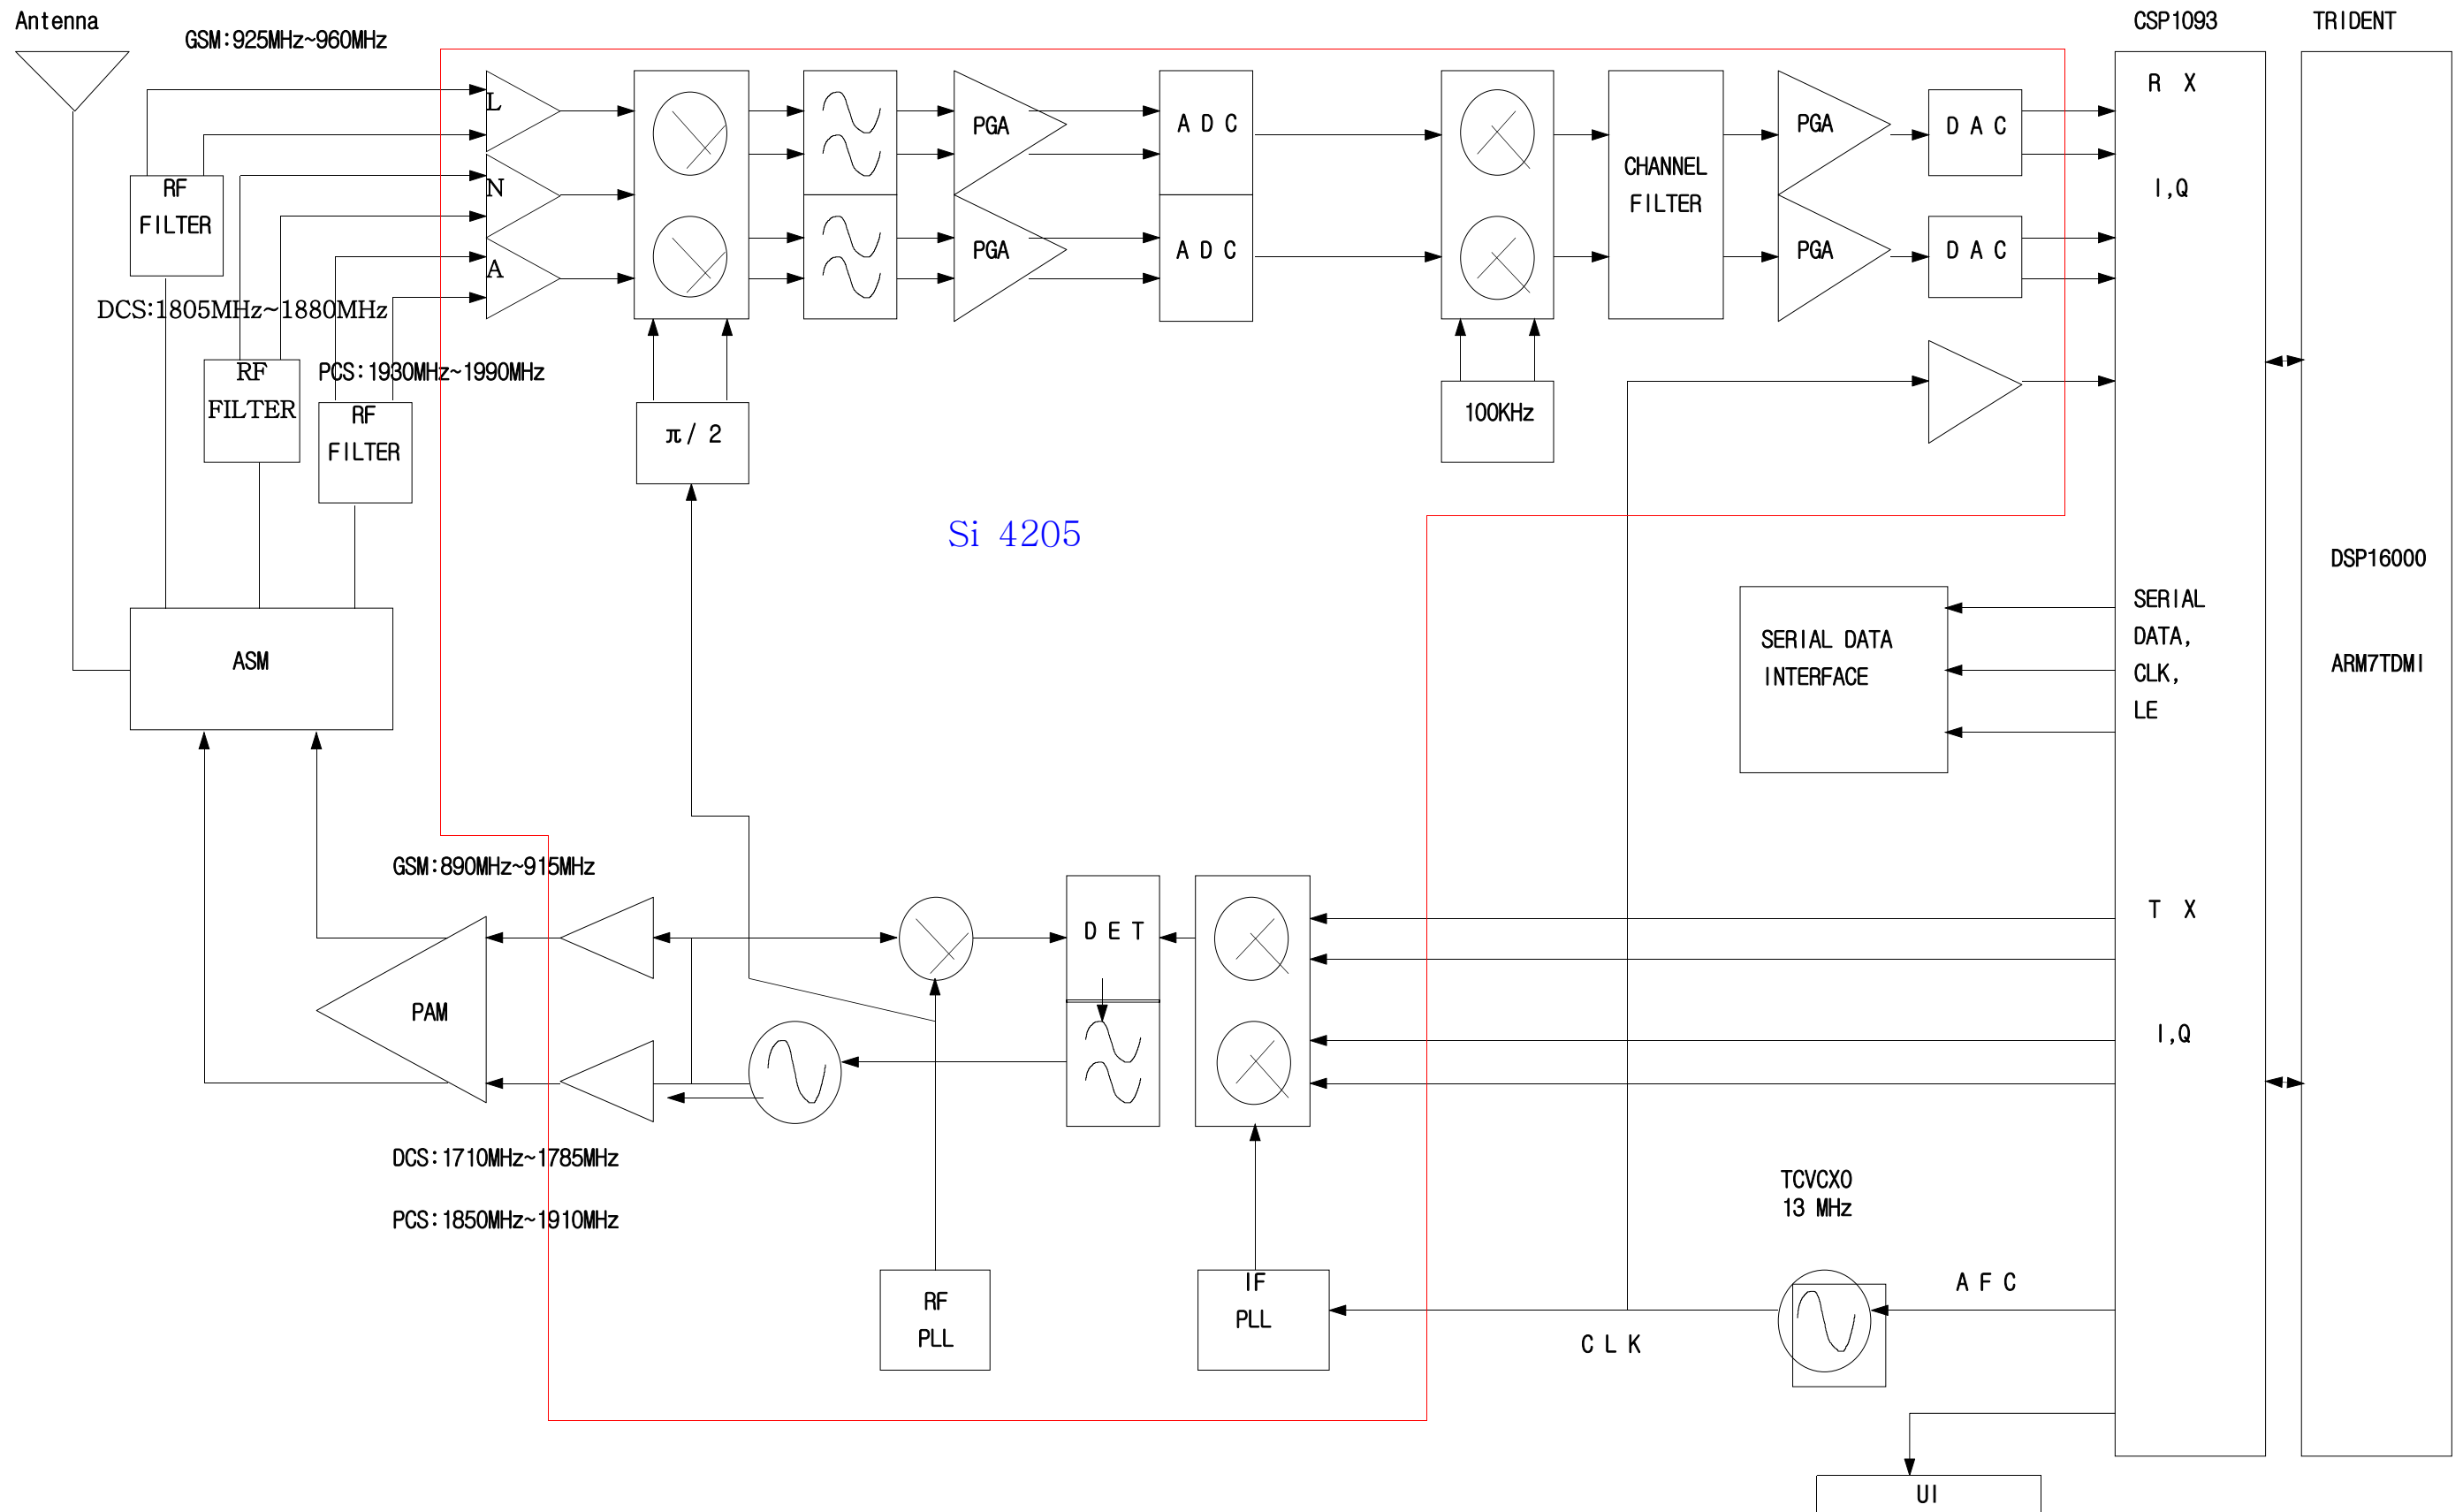 Antenna
CSP1093
TRIDENT
GSM:925MHz~960MHz
R X
L
PGA
A D C
PGA
D A C
CHANNEL
FILTER
RF
FILTER
N
I,Q
A
PGA
A D C
PGA
D A C
DCS:1805MHz~1880MHz
RF
FILTER
PCS:1930MHz~1990MHz
RF
FILTER
π/ 2
100KHz
Si 4205
DSP16000
SERIAL
DATA,
CLK,
LE
SERIAL DATA
INTERFACE
ASM
ARM7TDMI
GSM:890MHz~915MHz
D E T
T X
PAM
I,Q
DCS:1710MHz~1785MHz
PCS:1850MHz~1910MHz
TCVCXO
13 MHz
RF
PLL
IF
PLL
A F C
C L K
UI